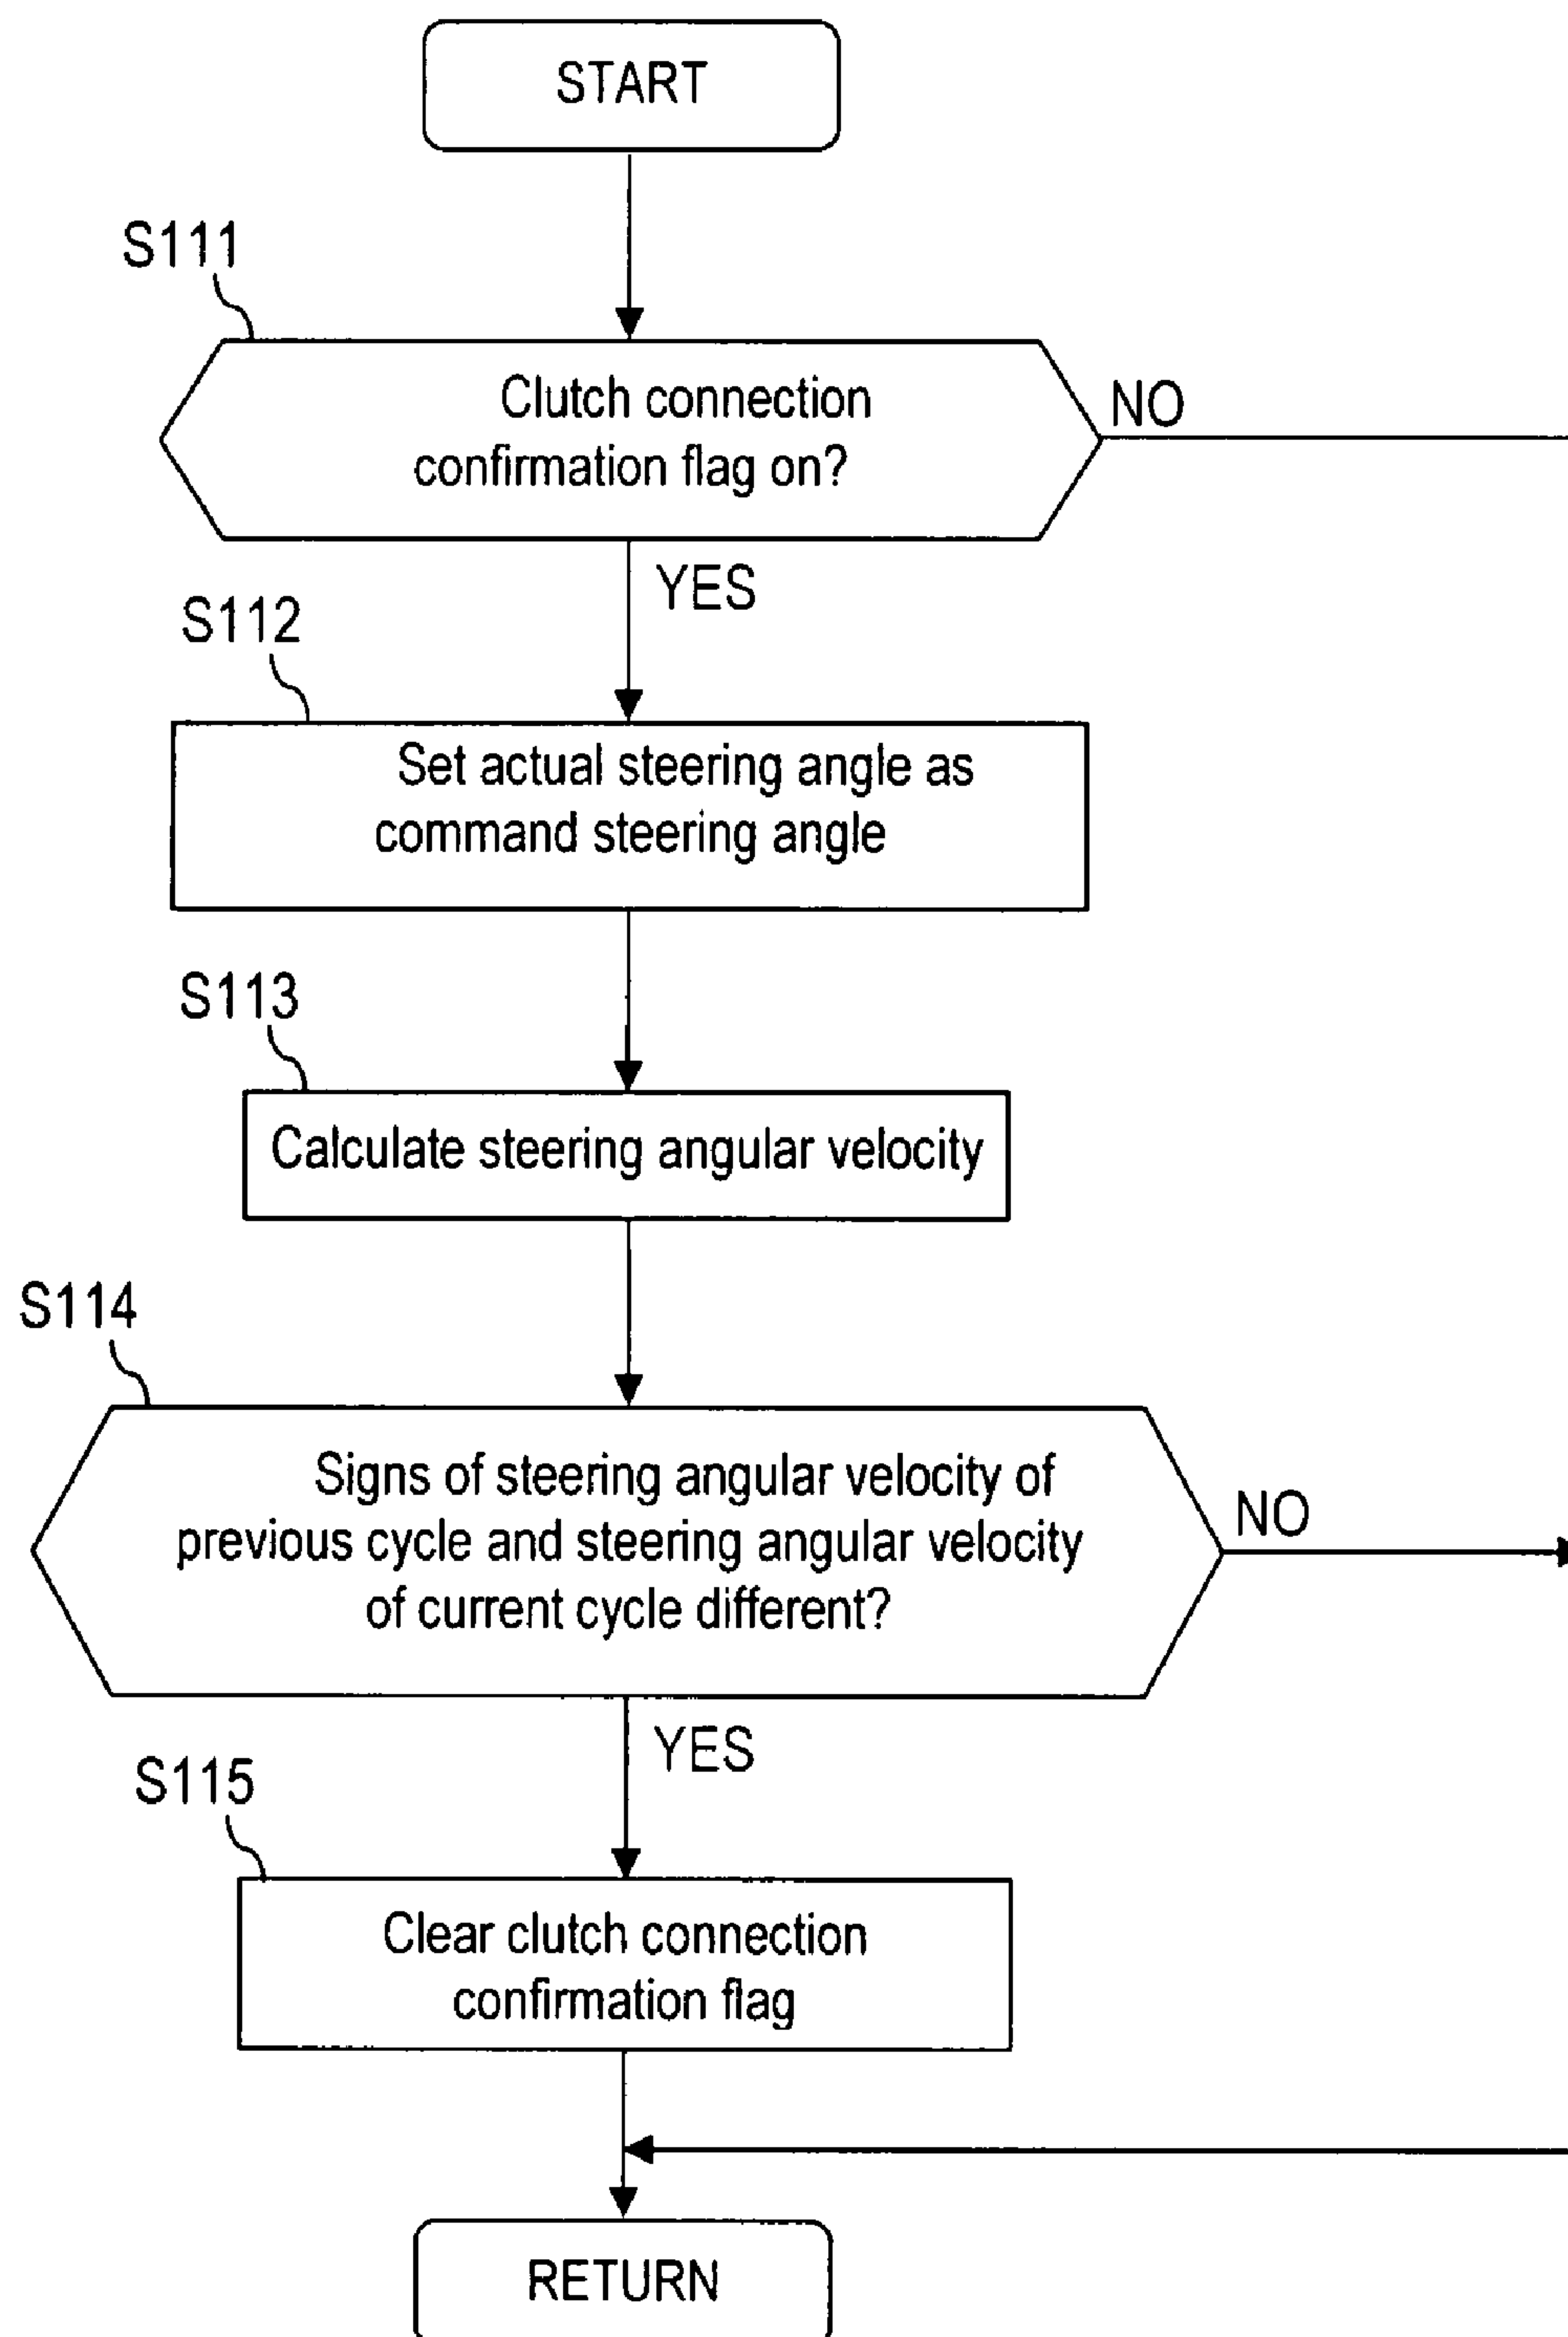 START
S111
Clutch connection
confirmation flag on?
NO
YES
S112
Set actual steering angle as
command steering angle
S113
Calculate steering angular velocity
S114
Signs of steering angular velocity of
previous cycle and steering angular velocity
of current cycle different?
NO
YES
S115
Clear clutch connection
confirmation flag
RETURN